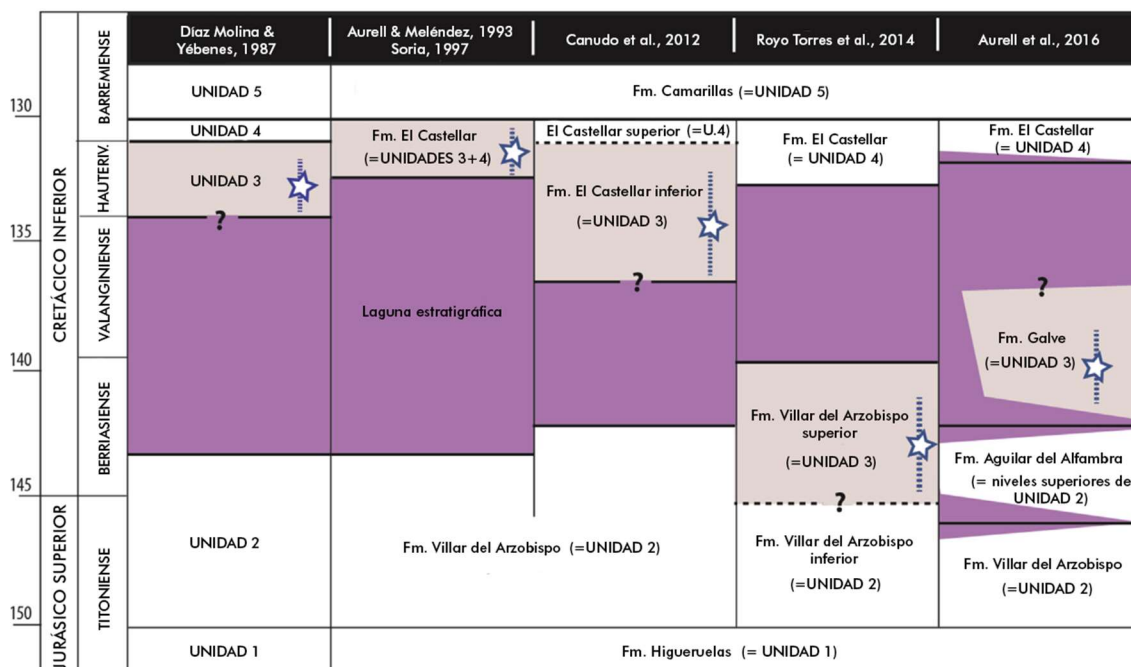 Díaz Molina &
Yébenes, 1987
Aurell & Meléndez, 1993
Soria, 1997
Canudo et al., 2012
Royo Torres et al., 2014
Aurell et al., 2016
CRETÁCICO INFERIOR
JURÁSICO SUPERIOR
BARREMIENSE
HAUTERIV.
VALANGINIENSE
BERRIASIENSE
TITONIENSE
130
135
140
145
150
UNIDAD 5
Fm. Camarillas (=UNIDAD 5)
UNIDAD 4
UNIDAD 3
?
UNIDAD 2
UNIDAD 1
Fm. El Castellar
(=UNIDADES 3+4)
Laguna estratigráfica
Fm. Villar del Arzobispo (=UNIDAD 2)
El Castellar superior (=U.4)
Fm. El Castellar inferior
(=UNIDAD 3)
?
Fm. El Castellar
(= UNIDAD 4)
Fm. Villar del Arzobispo
superior
(=UNIDAD 3)
?
Fm. Villar del Arzobispo
inferior
(=UNIDAD 2)
Fm. El Castellar
(= UNIDAD 4)
?
Fm. Galve
(=UNIDAD 3)
Fm. Aguilar del Alfambra
(= niveles superiores de
UNIDAD 2)
Fm. Villar del Arzobispo
(=UNIDAD 2)
Fm. Higueruelas (= UNIDAD 1)